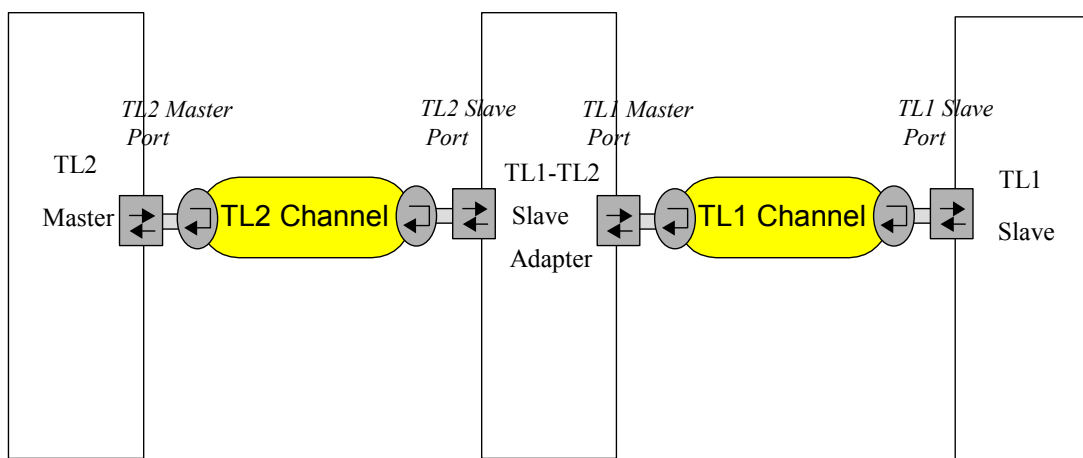 TL2 Master
Port
TL2 Slave
Port
TL1 Master
Port
TL1 Slave
Port
TL2
Master
TL2 Channel
TL1-TL2
Slave
Adapter
TL1 Channel
TL1
Slave